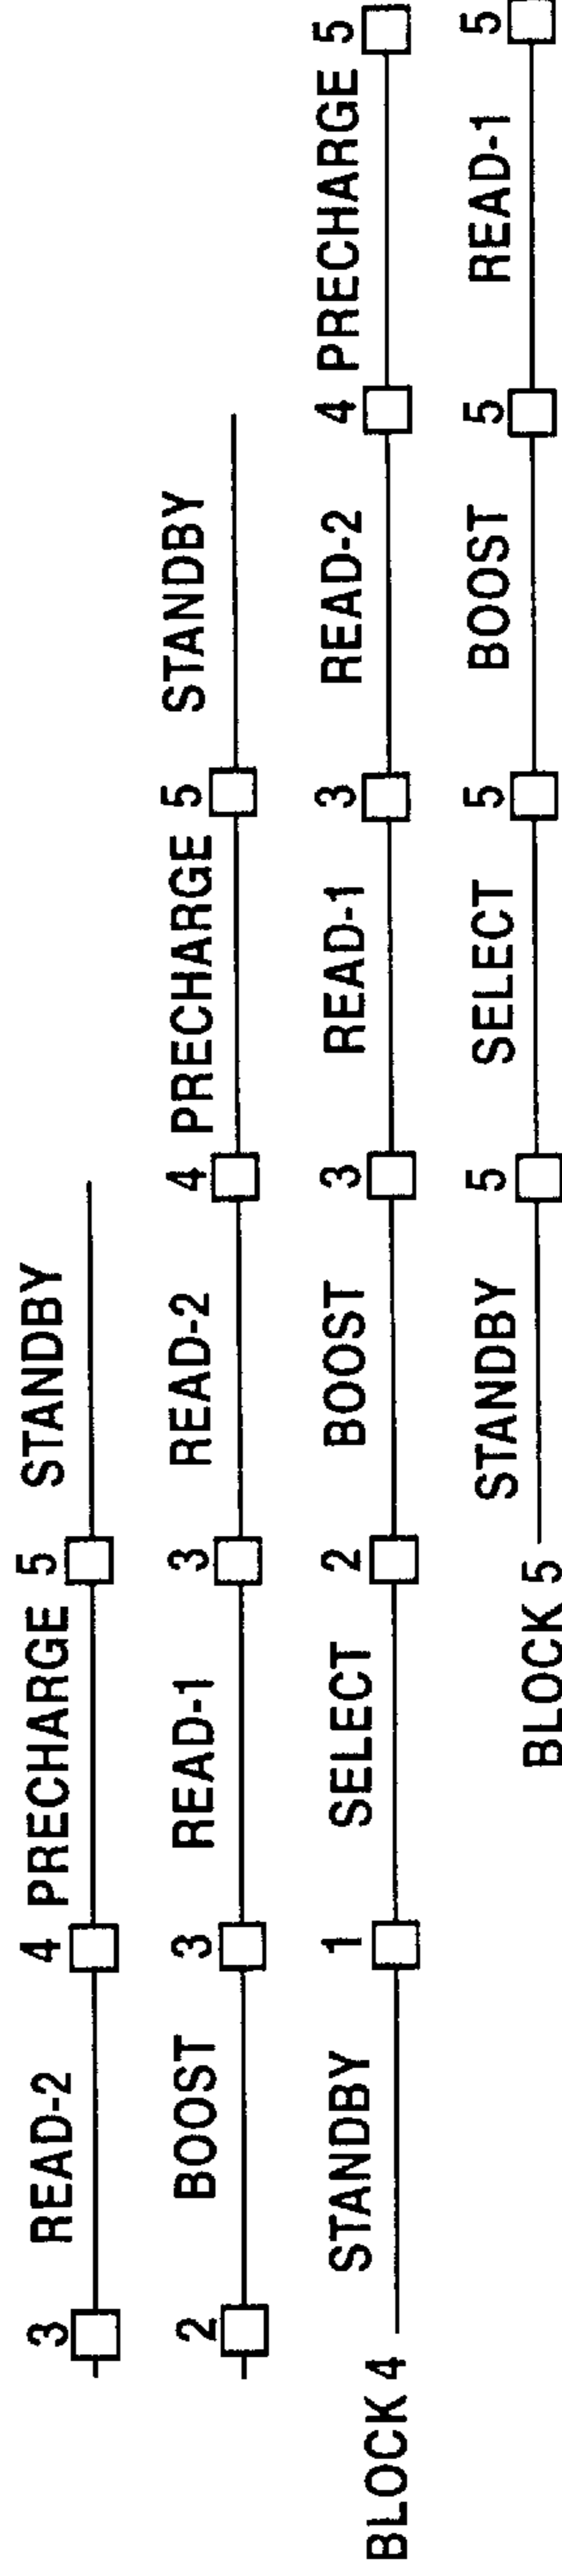 3 READ-2 4 PRECHARGE 5 STANDBY
2 BOOST 3 READ-1 3 READ-2 4 PRECHARGE 5 STANDBY
BLOCK 4 STANDBY 1 SELECT 2 BOOST 3 READ-1 3 READ-2 4 PRECHARGE 5
BLOCK 5 STANDBY 5 SELECT 5 BOOST 5 READ-1 5